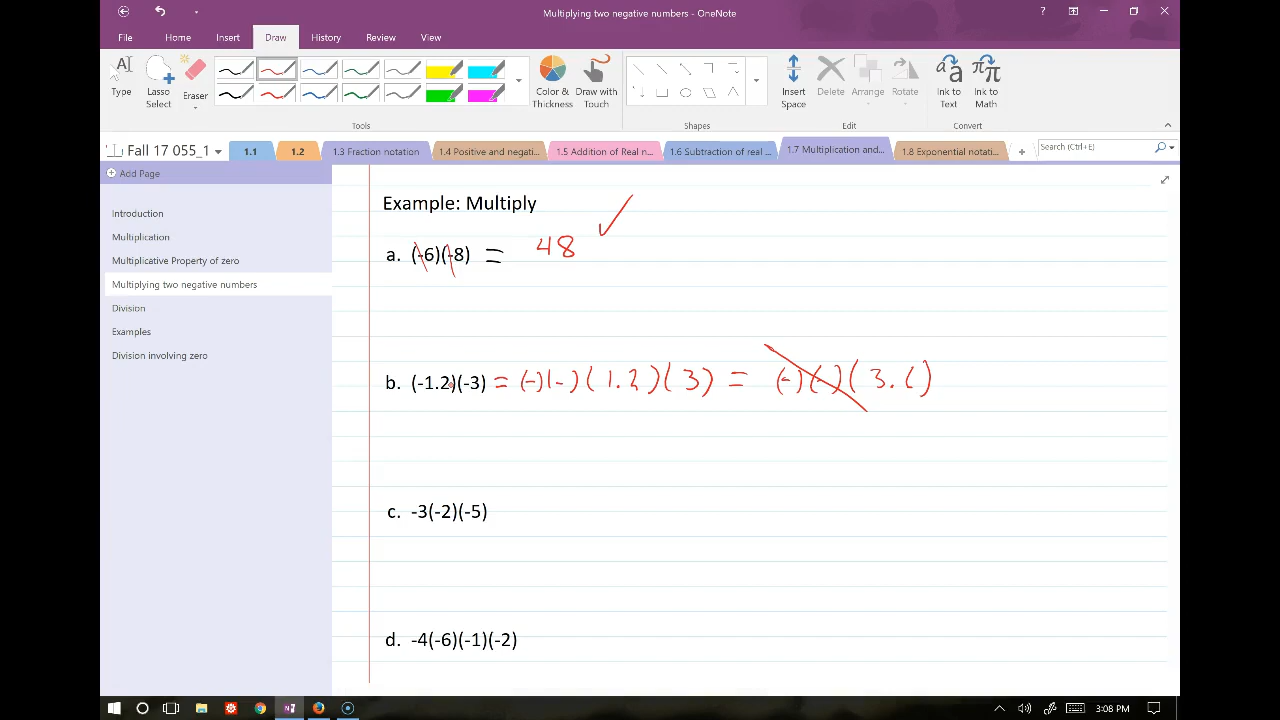 Multiplying two negative numbers - OneNote
?
File Home Insert Draw History Review View
Type
Lasso Select
Eraser
Color & Thickness
Draw with Touch
Insert Space
Delete
Arrange
Rotate
Ink to Text
Ink to Math
Tools Shapes Edit Convert
Fall 17 055_1
1.1 1.2 1.3 Fraction notation 1.4 Positive and negati... 1.5 Addition of Real n... 1.6 Subtraction of real ... 1.7 Multiplication and... 1.8 Exponential notati... +
Search (Ctrl+E)
Add Page
Introduction
Multiplication
Multiplicative Property of zero
Multiplying two negative numbers
Division
Examples
Division involving zero
Example: Multiply
a. (-6)(-8) = 48 ✓
b. (-1.2)(-3) = (-)(-)(1.2)(3) = (-)(-)(3.6)
c. -3(-2)(-5)
d. -4(-6)(-1)(-2)
3:08 PM